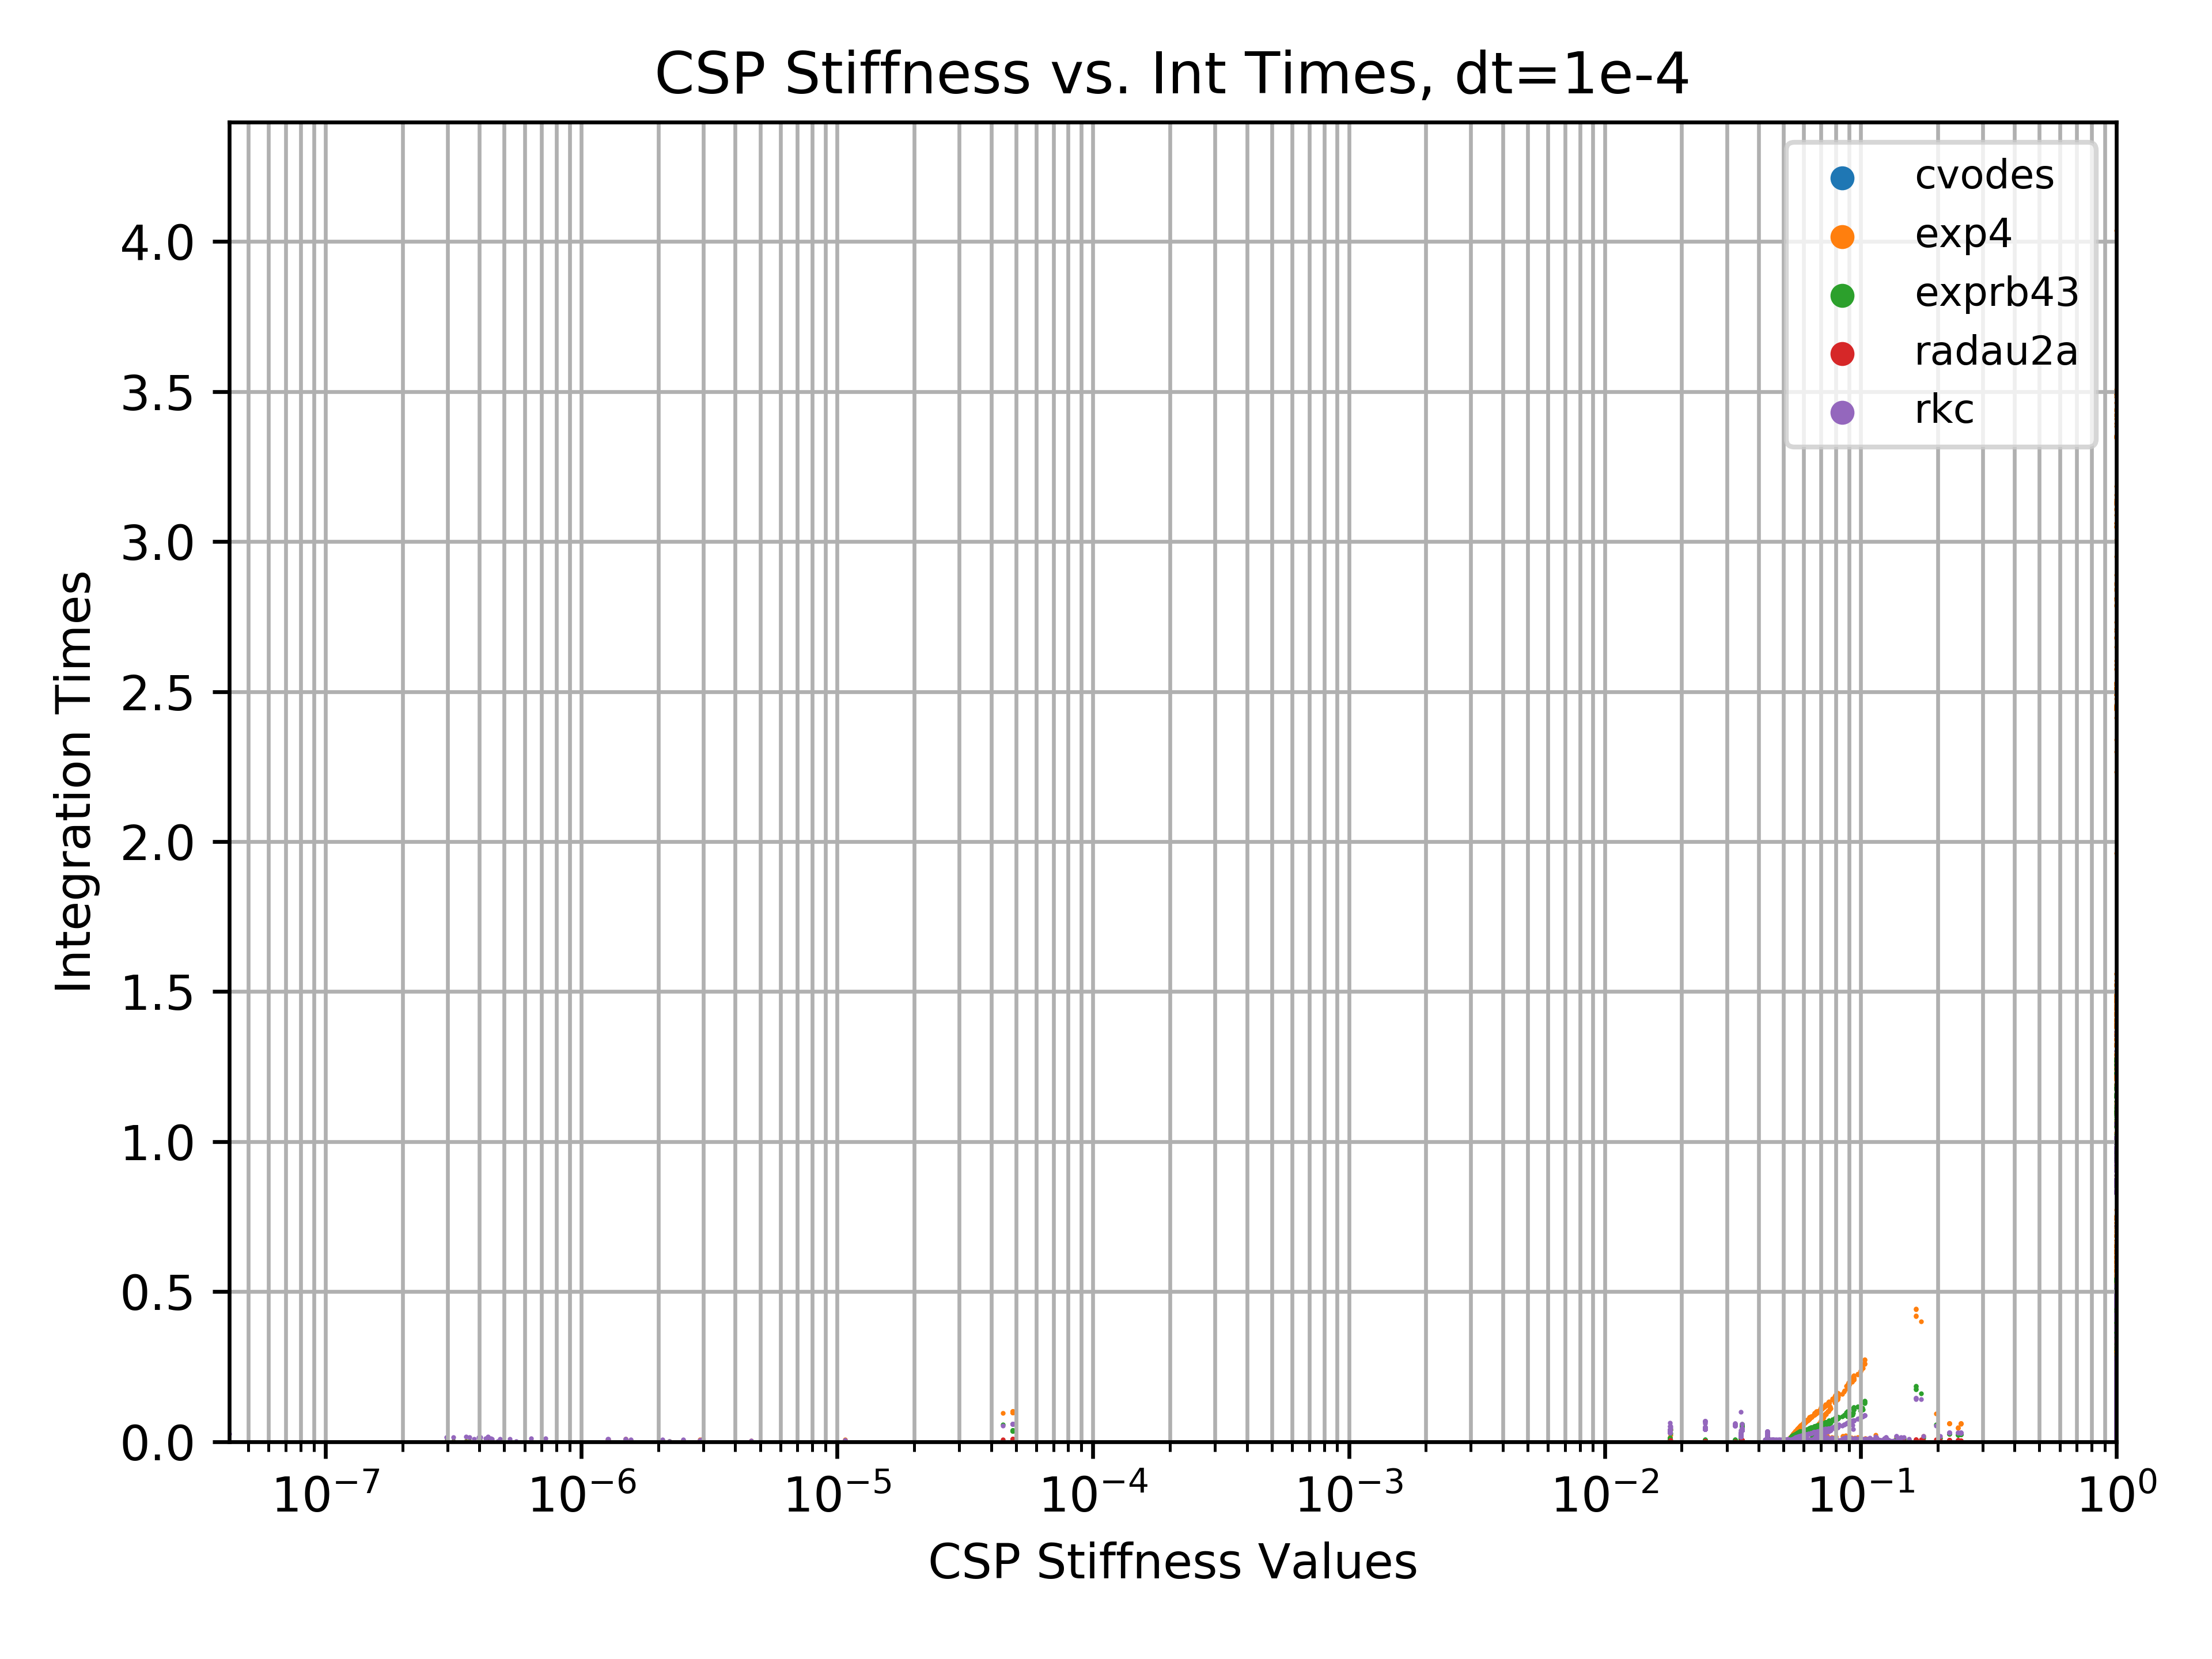 CSP Stiffness vs. Int Times, dt=1e-4
cvodes
exp4
exprb43
radau2a
rkc
4.0
3.5
3.0
2.5
2.0
1.5
1.0
0.5
0.0
Integration Times
10⁻⁷ 10⁻⁶ 10⁻⁵ 10⁻⁴ 10⁻³ 10⁻² 10⁻¹ 10⁰
CSP Stiffness Values